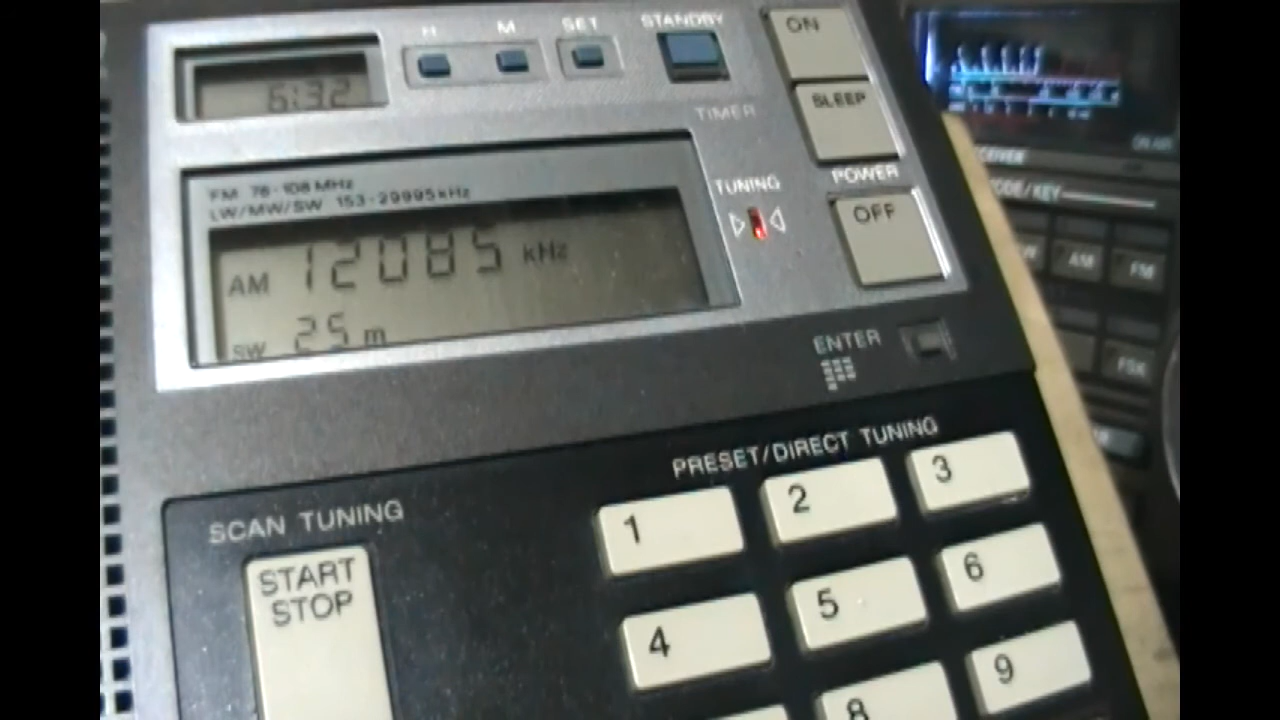 H M SET STANDBY
6:32
TIMER
ON
SLEEP
POWER
OFF
FM 76-108 MHz
LW/MW/SW 153-29995 kHz
AM 12085 kHz
SW 25 m
TUNING
ENTER
PRESET/DIRECT TUNING
SCAN TUNING
START
STOP
1 2 3
4 5 6
8 9
AM FM
FSK